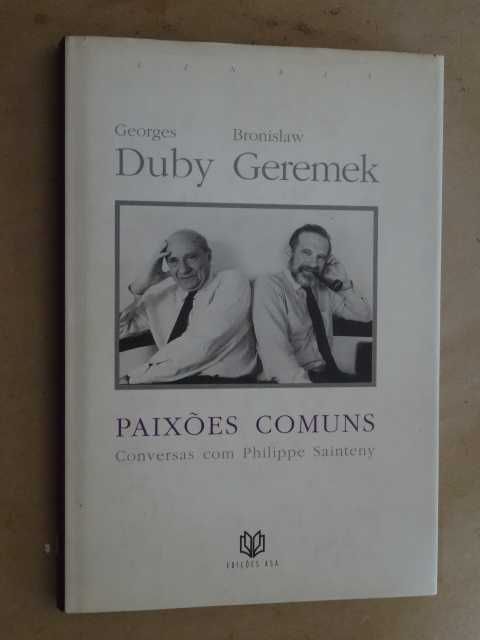 Georges Bronislaw
Duby Geremek
PAIXÕES COMUNS
Conversas com Philippe Sainteny
EDIÇÕES ASA